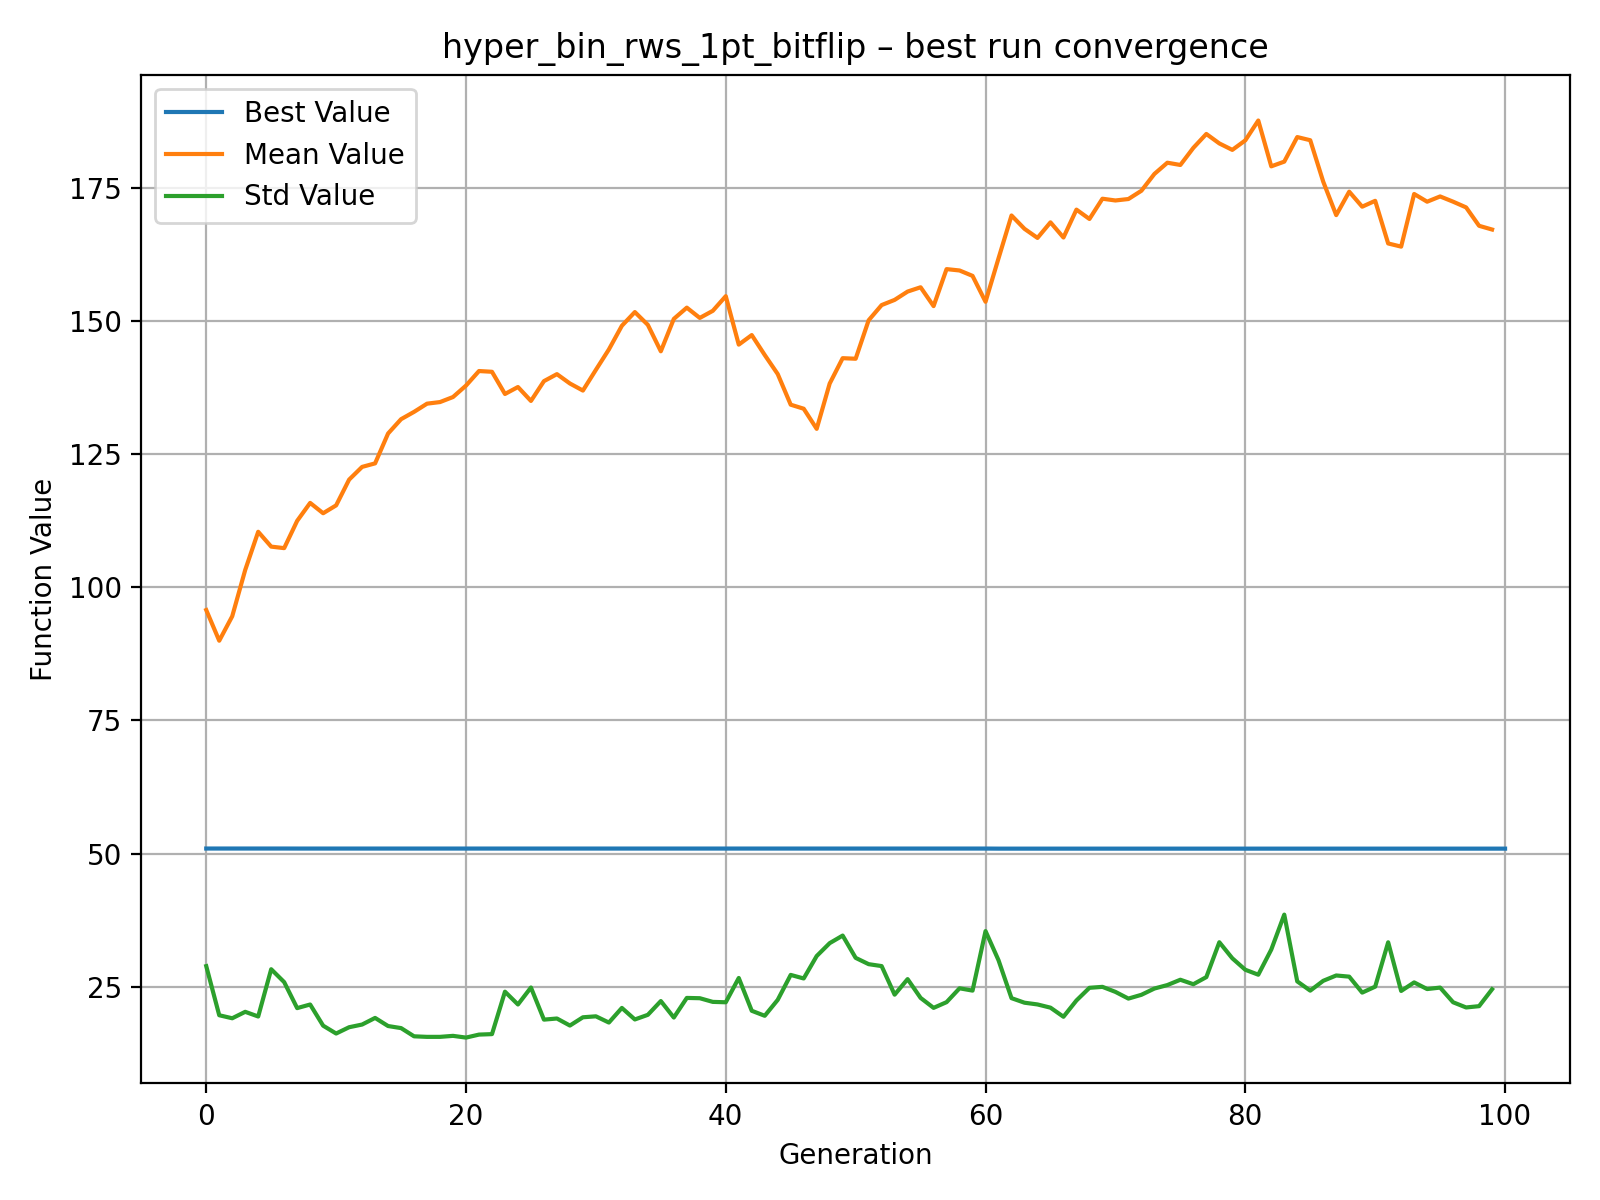 hyper_bin_rws_1pt_bitflip – best run convergence
Best Value
Mean Value
Std Value
175
150
125
100
75
50
25
Function Value
0 20 40 60 80 100
Generation